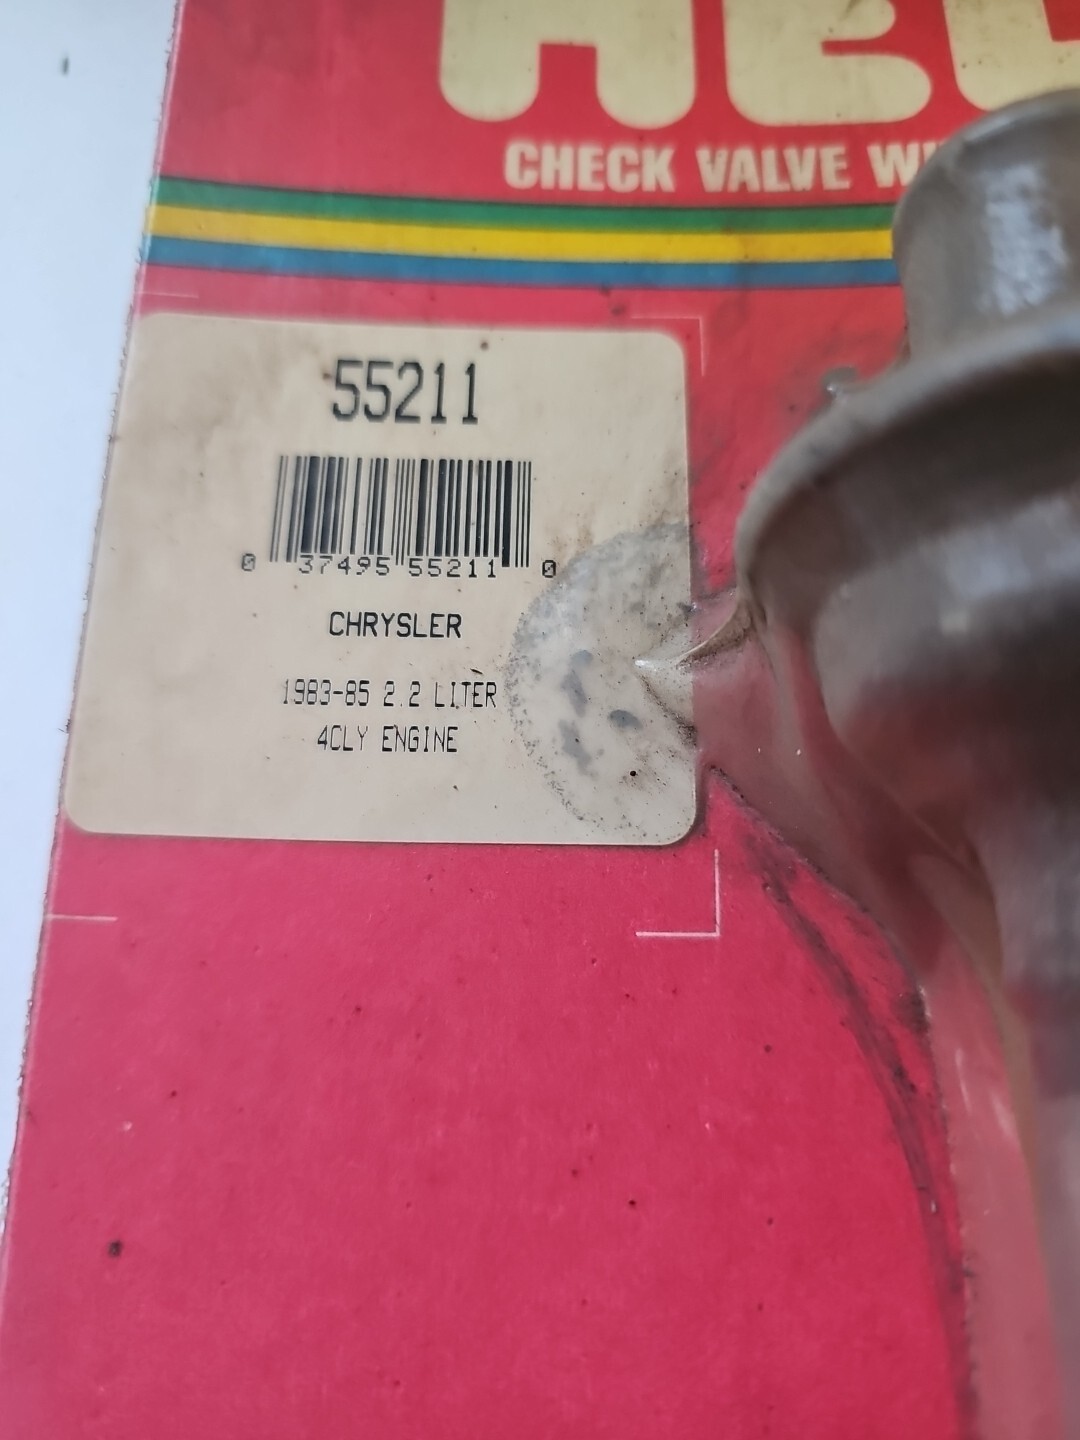 CHECK VALVE
55211
0 37495 55211 0
CHRYSLER
1983-85 2.2 LITER
4CLY ENGINE